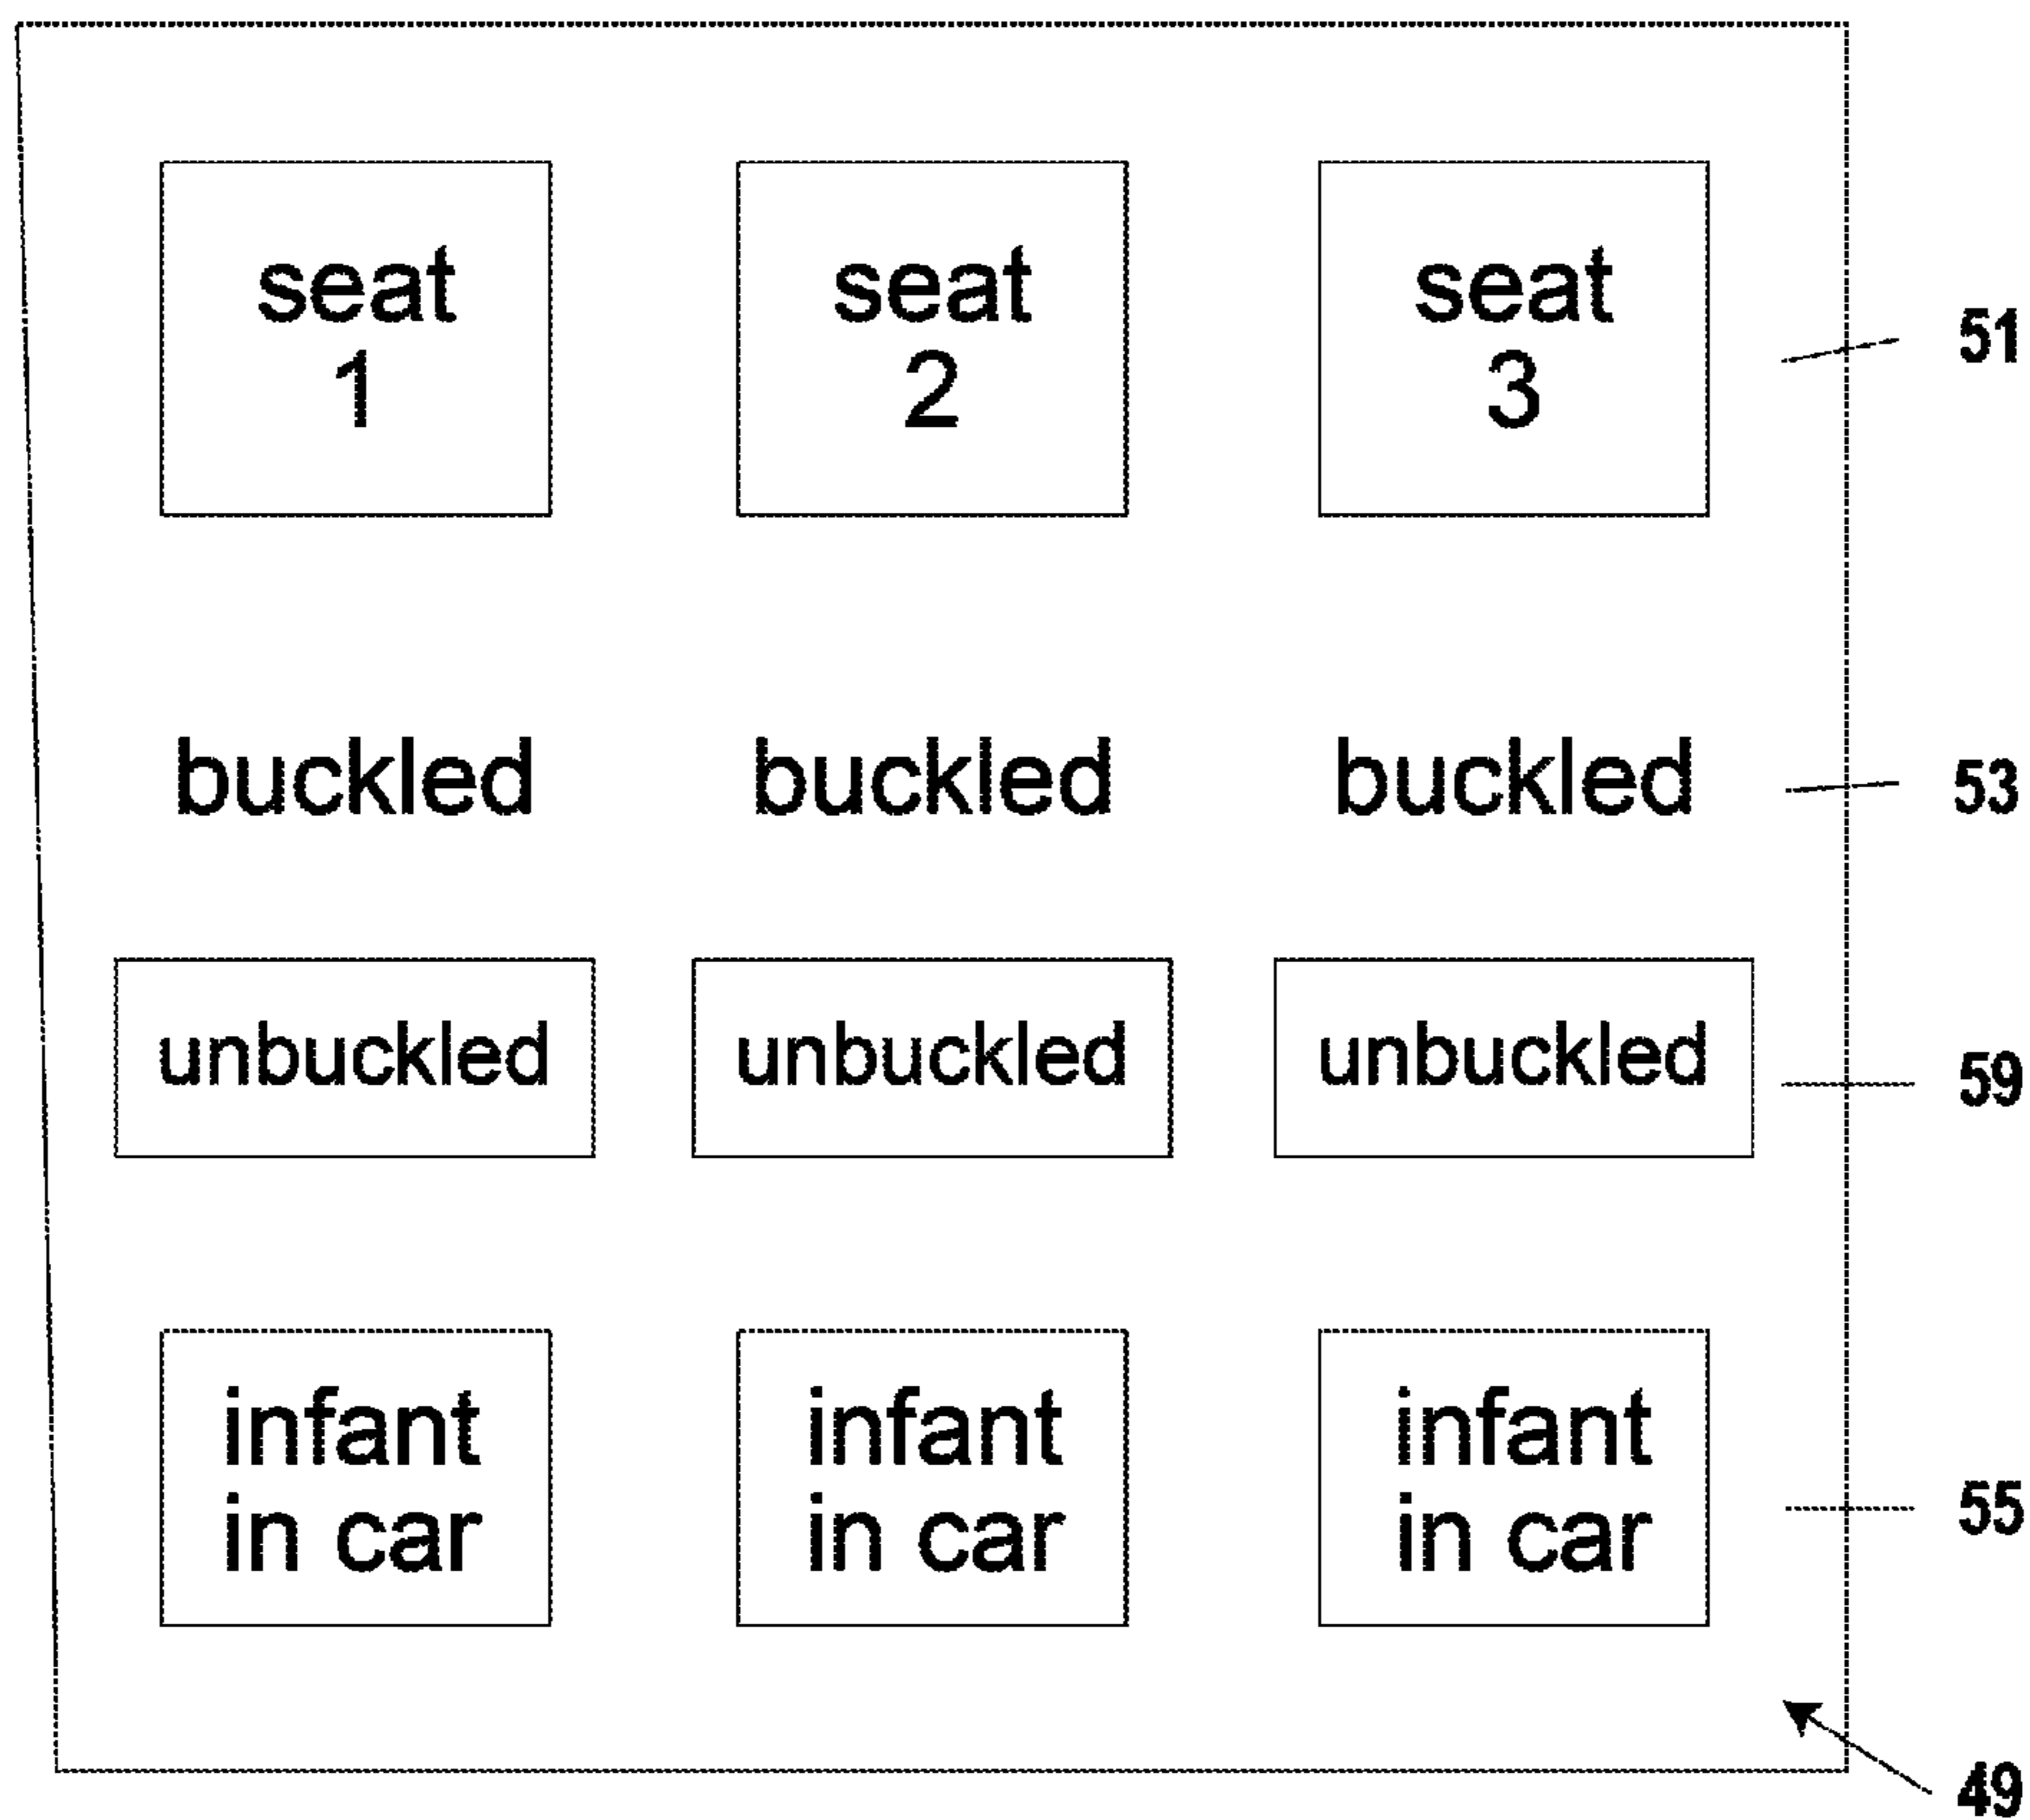 seat seat seat
1 2 3
51
buckled buckled buckled
53
unbuckled unbuckled unbuckled
59
infant infant infant
in car in car in car
55
49